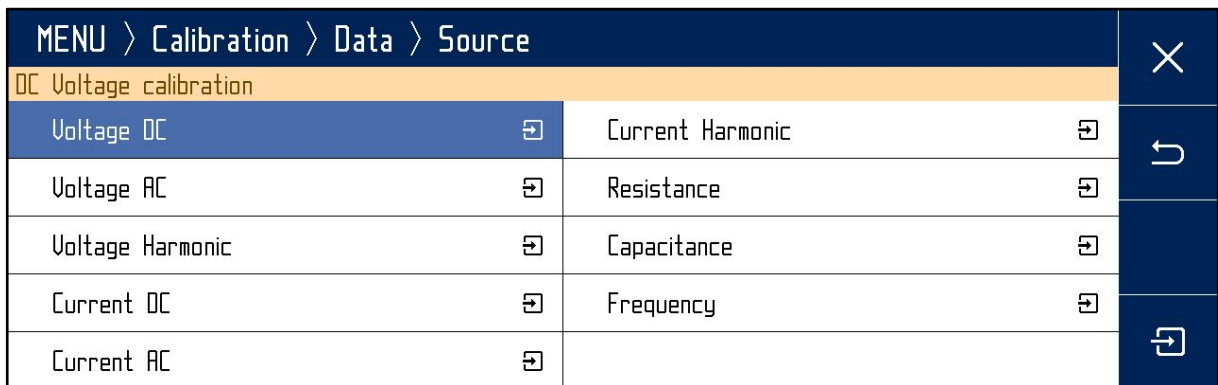 MENU > Calibration > Data > Source
DC Voltage calibration
Voltage DC
Voltage AC
Voltage Harmonic
Current DC
Current AC
Current Harmonic
Resistance
Capacitance
Frequency